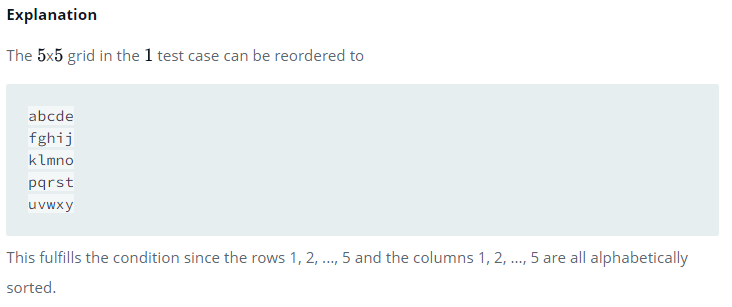 Explanation
The 5x5 grid in the 1 test case can be reordered to
abcde
fghij
klmno
pqrst
uvwxy
This fulfills the condition since the rows 1, 2, ..., 5 and the columns 1, 2, ..., 5 are all alphabetically
sorted.